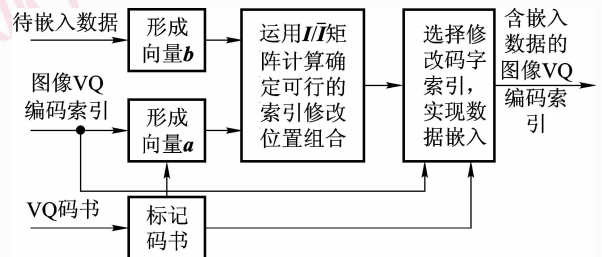 待嵌入数据
形成
向量b
图像VQ
编码索引
形成
向量a
VQ码书
标记
码书
运用I/Ī矩
阵计算确
定可行的
索引修改
位置组合
选择修
改码字
索引，
实现数
据嵌入
含嵌入
数据的
图像VQ
编码索
引